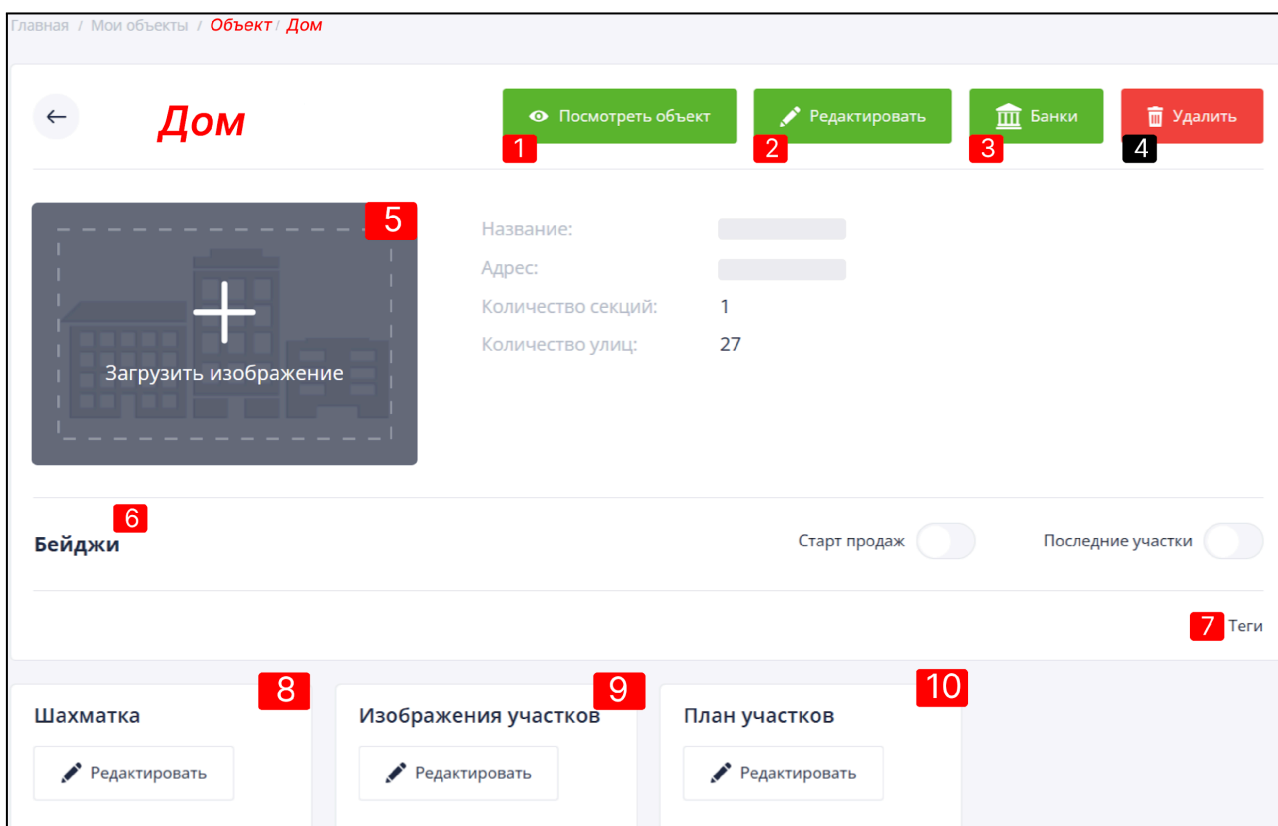 Главная / Мои объекты / Объект / Дом
Дом
Посмотреть объект
1
Редактировать
2
Банки
3
Удалить
4
5
Загрузить изображение
Название:
Адрес:
Количество секций: 1
Количество улиц: 27
6
Бейджи
Старт продаж
Последние участки
7 Теги
8
Шахматка
Редактировать
9
Изображения участков
Редактировать
10
План участков
Редактировать